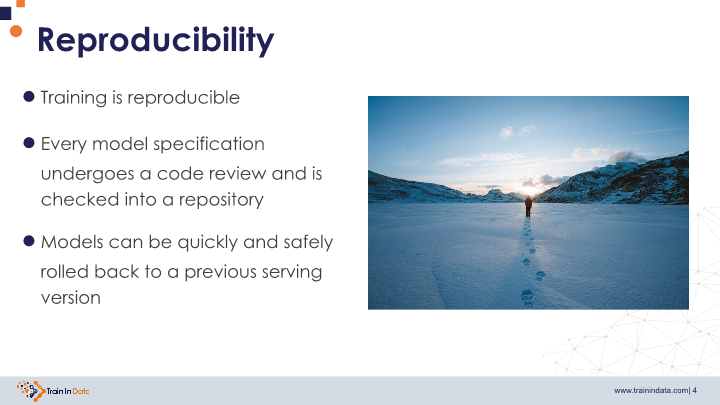 Reproducibility
Training is reproducible
Every model specification
undergoes a code review and is
checked into a repository
Models can be quickly and safely
rolled back to a previous serving
version
Train In Data
www.trainindata.com| 4